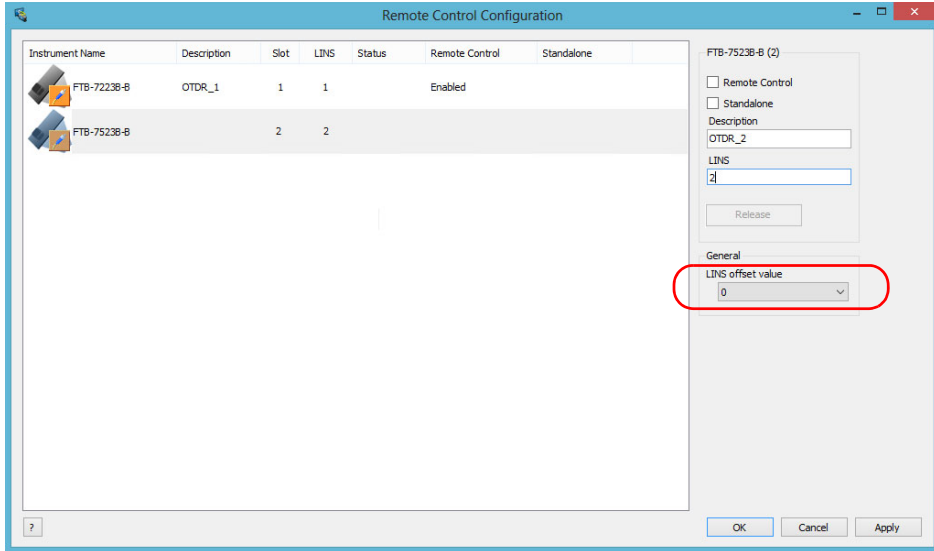 Remote Control Configuration
Instrument Name Description Slot LINS Status Remote Control Standalone
FTB-7223B-B OTDR_1 1 1 Enabled
FTB-7523B-B 2 2
FTB-7523B-B (2)
Remote Control
Standalone
Description
OTDR_2
LINS
2
Release
General
LINS offset value
0
? OK Cancel Apply